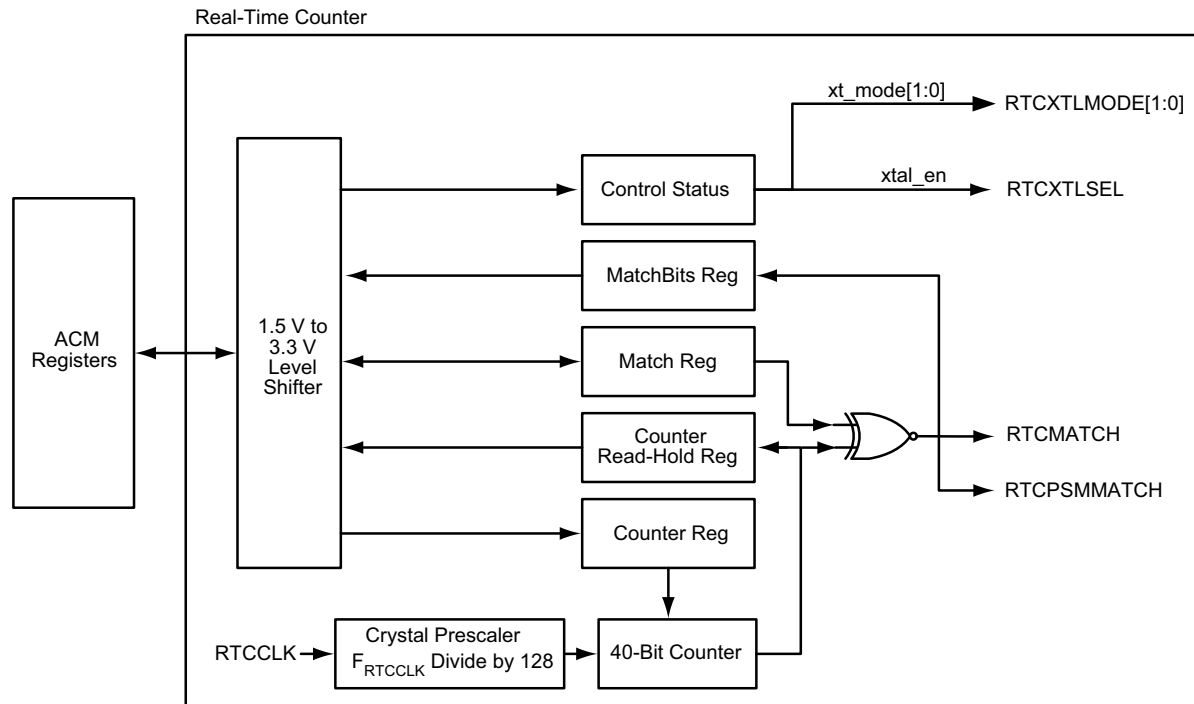 Real-Time Counter
xt_mode[1:0]
RTCXTLMODE[1:0]
Control Status
xtal_en
RTCXTLSEL
MatchBits Reg
ACM
Registers
1.5 V to
3.3 V
Level
Shifter
Match Reg
Counter
Read-Hold Reg
RTCMATCH
RTCPSMMATCH
Counter Reg
RTCCLK
Crystal Prescaler
FRTCCLK Divide by 128
40-Bit Counter